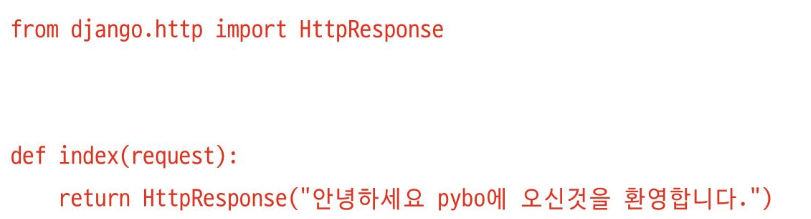 from django.http import HttpResponse
def index(request):
    return HttpResponse("안녕하세요 pybo에 오신것을 환영합니다.")